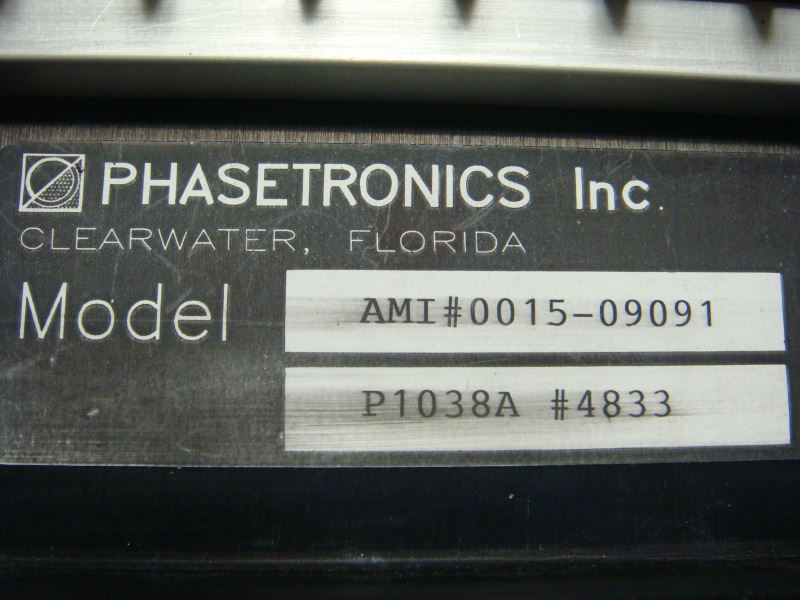 PHASETRONICS Inc.
CLEARWATER, FLORIDA
Model AMI#0015-09091
P1038A #4833